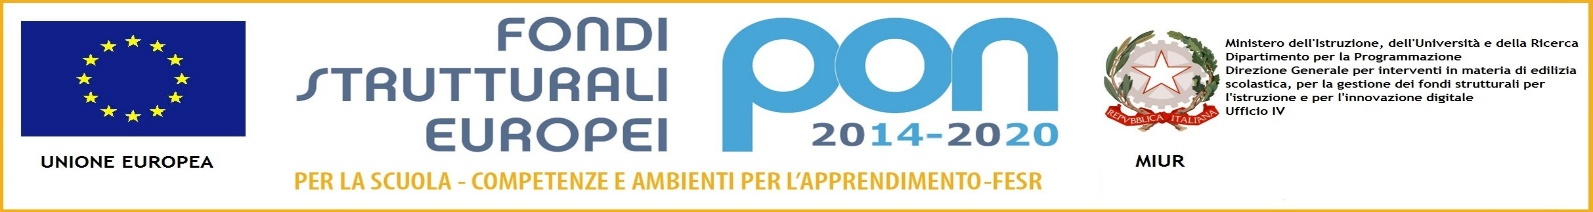 UNIONE EUROPEA
FONDI
STRUTTURALI
EUROPEI
pon
2014-2020
PER LA SCUOLA - COMPETENZE E AMBIENTI PER L'APPRENDIMENTO-FESR
REPVBBLICA ITALIANA
MIUR
Ministero dell'Istruzione, dell'Università e della Ricerca
Dipartimento per la Programmazione
Direzione Generale per interventi in materia di edilizia
scolastica, per la gestione dei fondi strutturali per
l'istruzione e per l'innovazione digitale
Ufficio IV